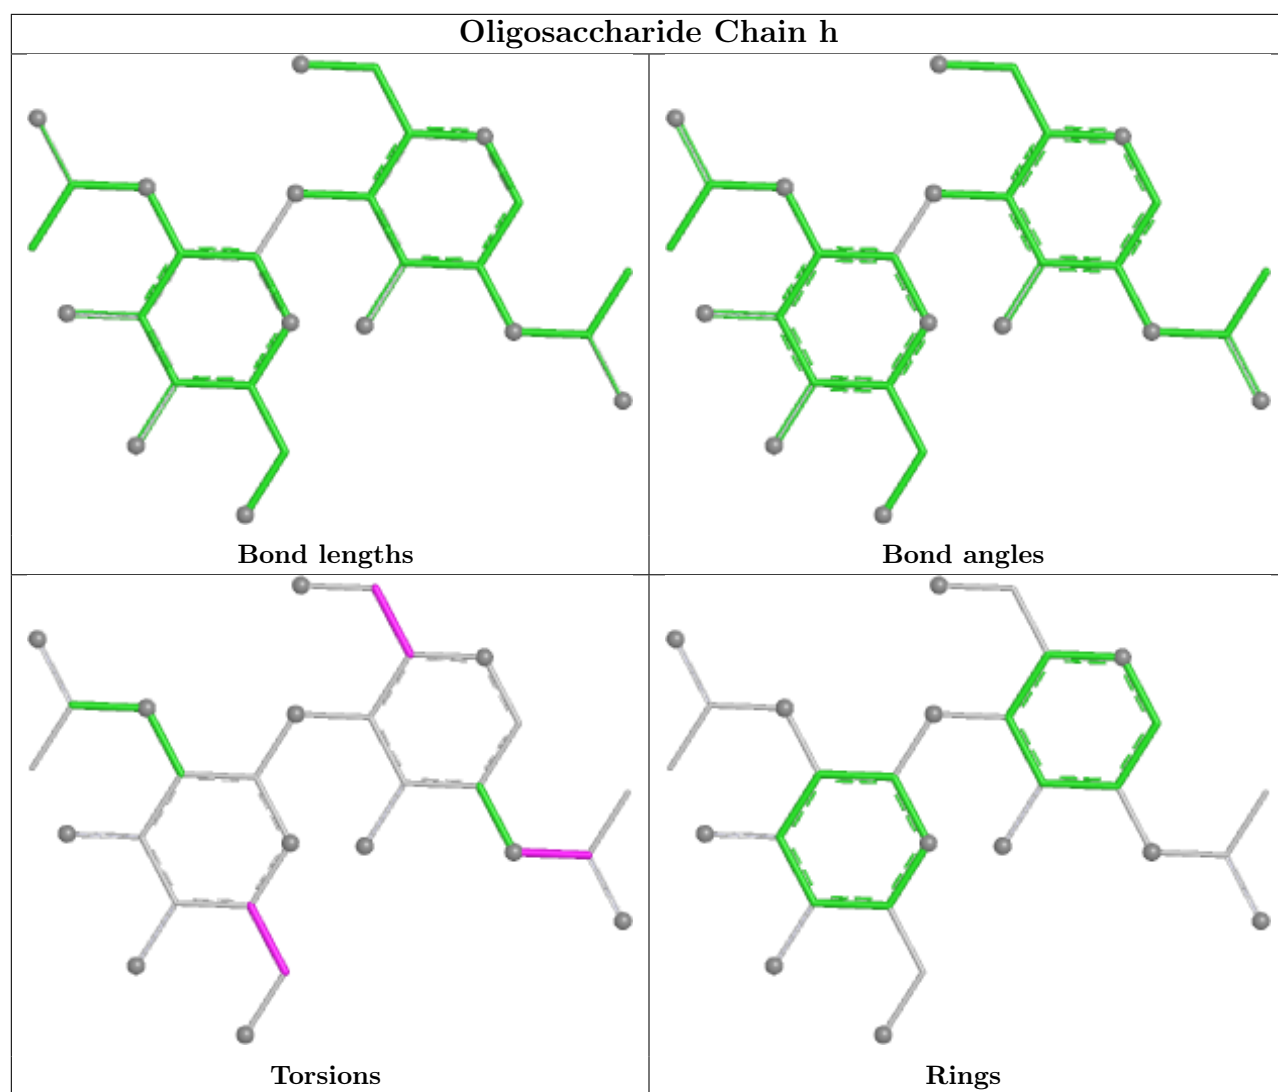 Oligosaccharide Chain h
Bond lengths
Bond angles
Torsions
Rings